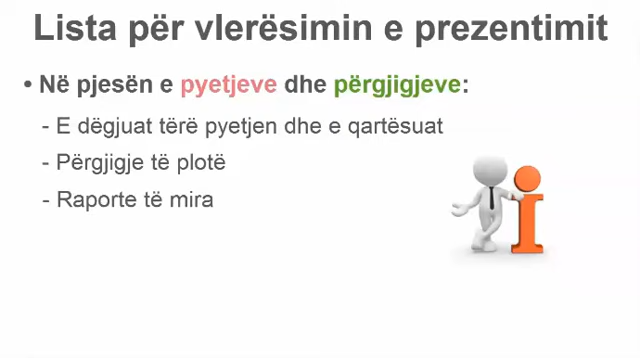 Lista për vlerësimin e prezentimit
• Në pjesën e pyetjeve dhe përgjigjeve:
- E dëgjuat tërë pyetjen dhe e qartësuat
- Përgjigje të plotë
- Raporte të mira